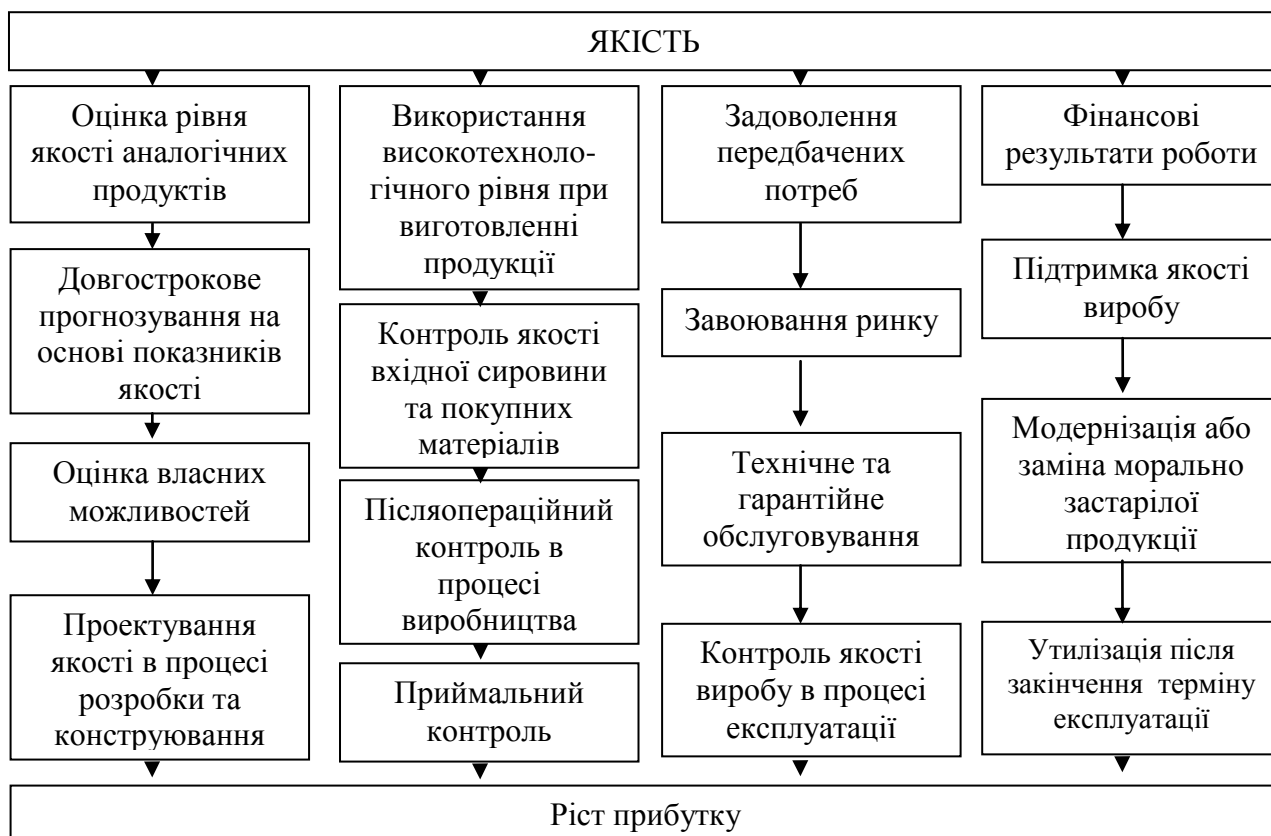 ЯКІСТЬ
Оцінка рівня
якості аналогічних
продуктів
Довгострокове
прогнозування на
основі показників
якості
Оцінка власних
можливостей
Проектування
якості в процесі
розробки та
конструювання
Використання
високотехноло-
гічного рівня при
виготовленні
продукції
Контроль якості
вхідної сировини
та покупних
матеріалів
Післяопераційний
контроль в
процесі
виробництва
Приймальний
контроль
Задоволення
передбачених
потреб
Завоювання ринку
Технічне та
гарантійне
обслуговування
Контроль якості
виробу в процесі
експлуатації
Фінансові
результати роботи
Підтримка якості
виробу
Модернізація або
заміна морально
застарілої
продукції
Утилізація після
закінчення терміну
експлуатації
Ріст прибутку